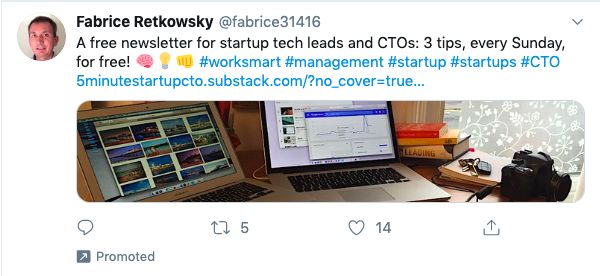 Fabrice Retkowsky @fabrice31416
A free newsletter for startup tech leads and CTOs: 3 tips, every Sunday,
for free! 🧠💡👊 #worksmart #management #startup #startups #CTO
5minutestartupcto.substack.com/?no_cover=true...
LEADING
5
14
Promoted